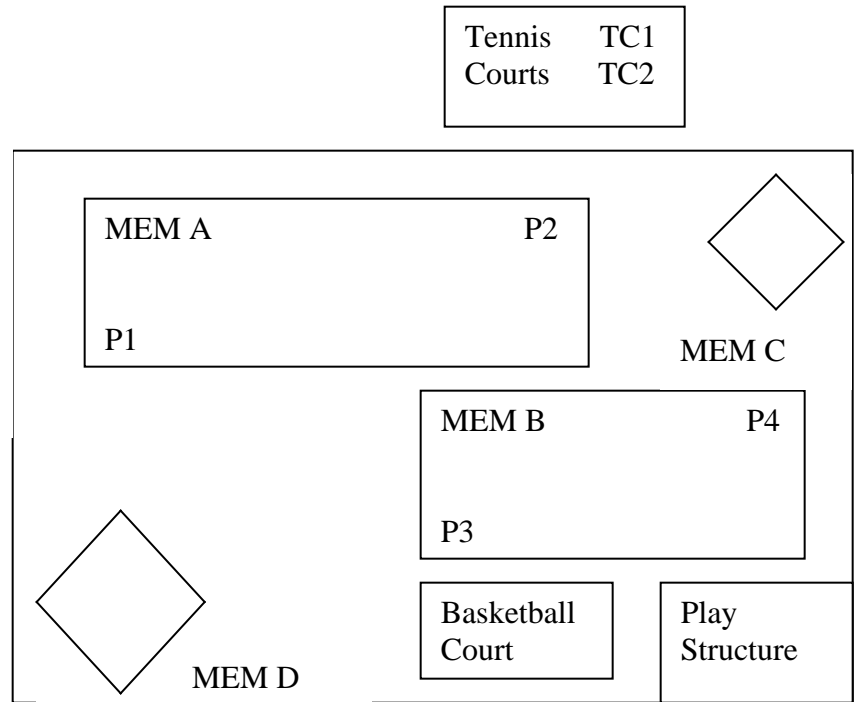 Tennis TC1
Courts TC2
MEM A P2
P1
MEM C
MEM B P4
P3
Basketball
Court
Play
Structure
MEM D